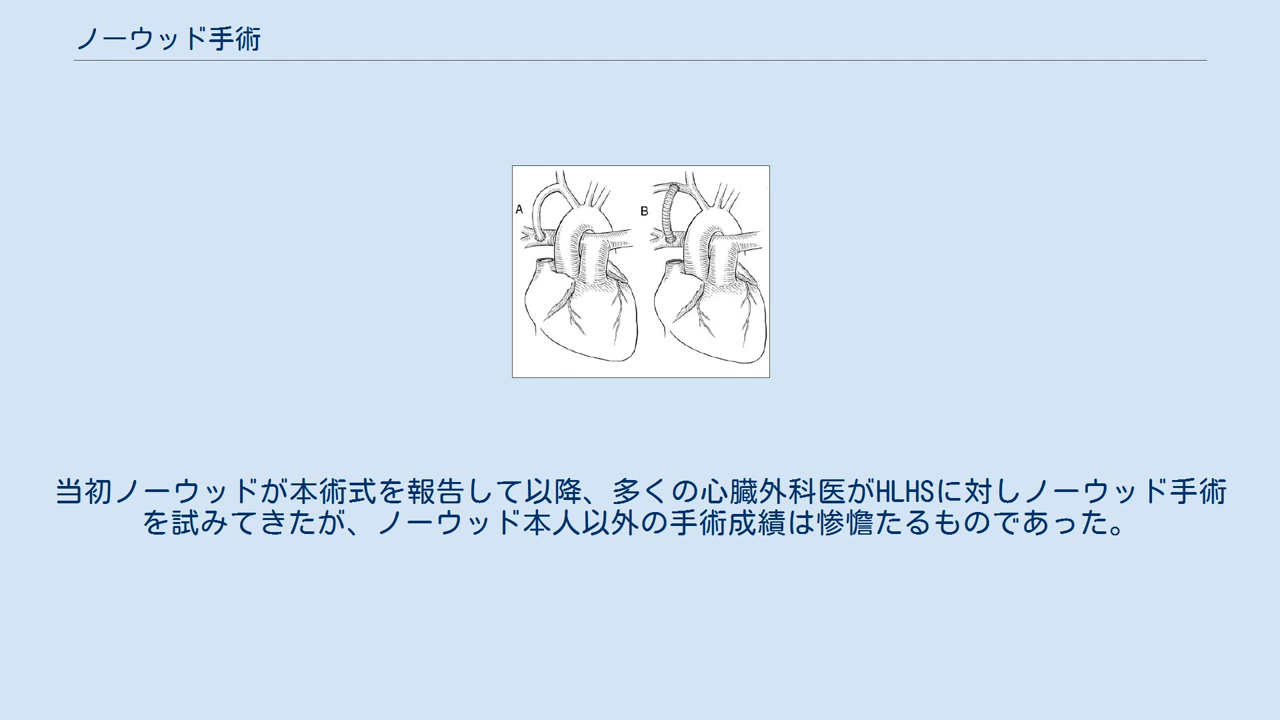 ノーウッド手術
A
B
当初ノーウッドが本術式を報告して以降、多くの心臓外科医がHLHSに対しノーウッド手術
を試みてきたが、ノーウッド本人以外の手術成績は惨憺たるものであった。